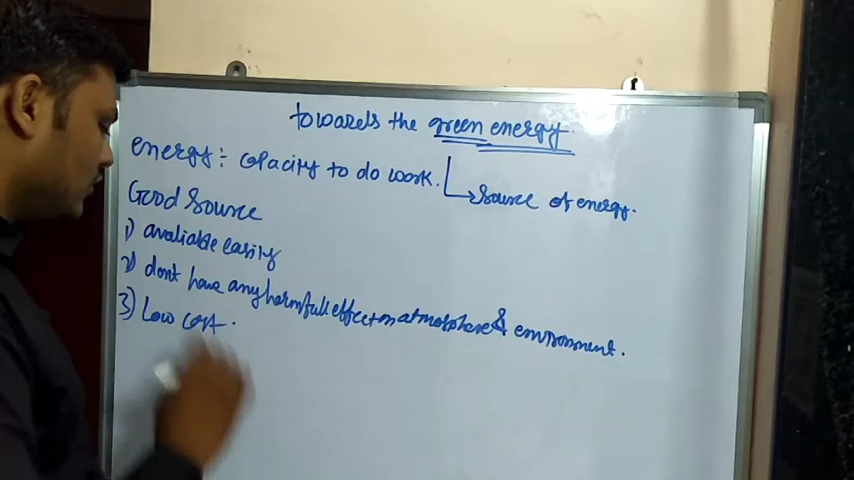 towards the green energy
energy : capacity to do work.
Source of energy.
Good Source
1) avaliable easily
2) don't have any harmfull effect on atmosphere & environment.
3) Low cost.